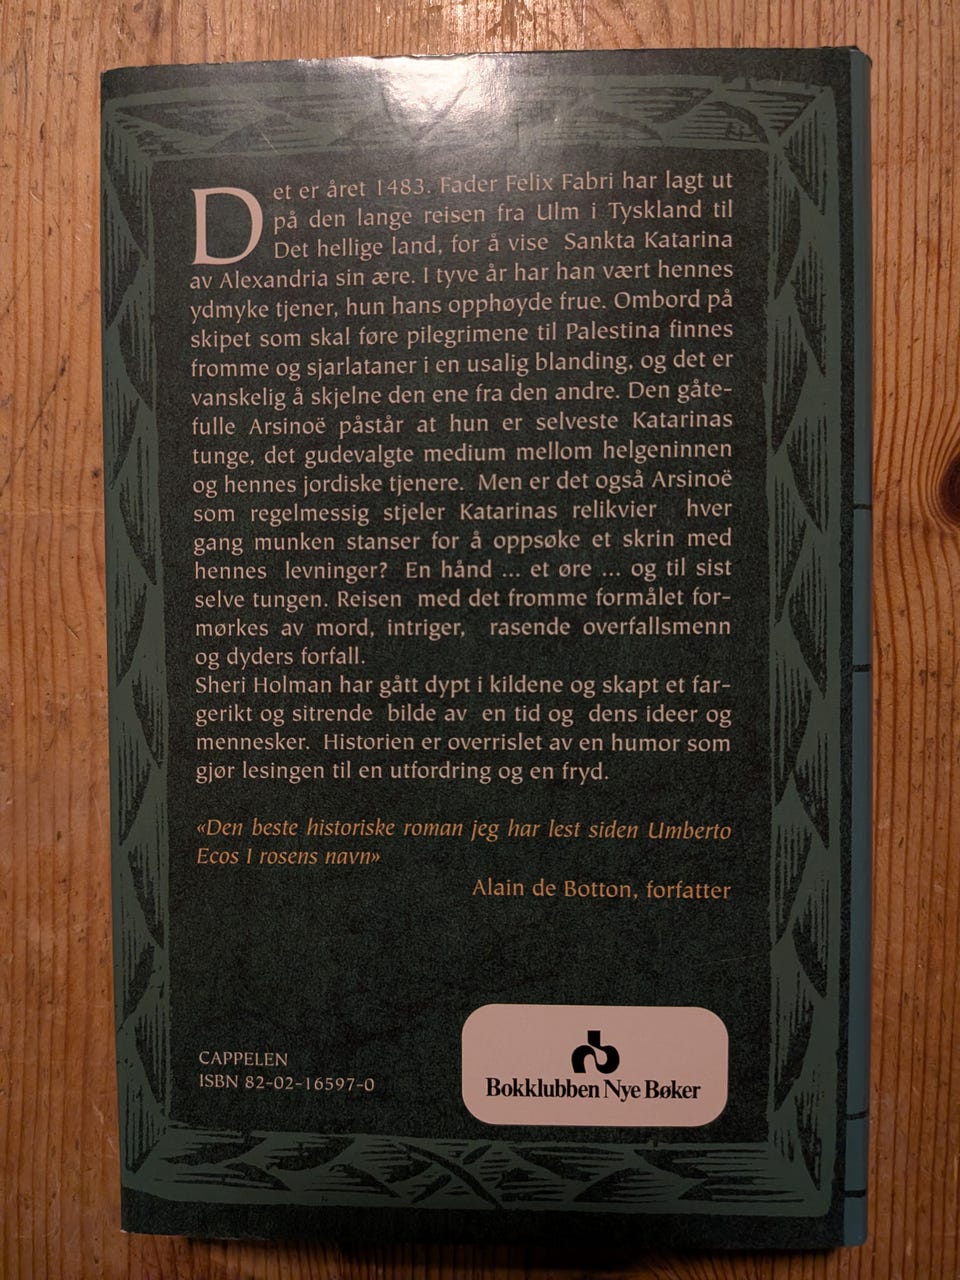 Det er året 1483. Fader Felix Fabri har lagt ut
på den lange reisen fra Ulm i Tyskland til
Det hellige land, for å vise Sankta Katarina
av Alexandria sin ære. I tyve år har han vært hennes
ydmyke tjener, hun hans opphøyde frue. Ombord på
skipet som skal føre pilegrimene til Palestina finnes
fromme og sjarlataner i en usalig blanding, og det er
vanskelig å skjelne den ene fra den andre. Den gåte-
fulle Arsinoë påstår at hun er selveste Katarinas
tunge, det gudevalgte medium mellom helgeninnen
og hennes jordiske tjenere. Men er det også Arsinoë
som regelmessig stjeler Katarinas relikvier hver
gang munken stanser for å oppsøke et skrin med
hennes levninger? En hånd ... et øre ... og til sist
selve tungen. Reisen med det fromme formålet for-
mørkes av mord, intriger, rasende overfallsmenn
og dyders forfall.
Sheri Holman har gått dypt i kildene og skapt et far-
gerikt og sitrende bilde av en tid og dens ideer og
mennesker. Historien er overrislet av en humor som
gjør lesingen til en utfordring og en fryd.
«Den beste historiske roman jeg har lest siden Umberto
Ecos I rosens navn»
Alain de Botton, forfatter
CAPPELEN
ISBN 82-02-16597-0
Bokklubben Nye Bøker